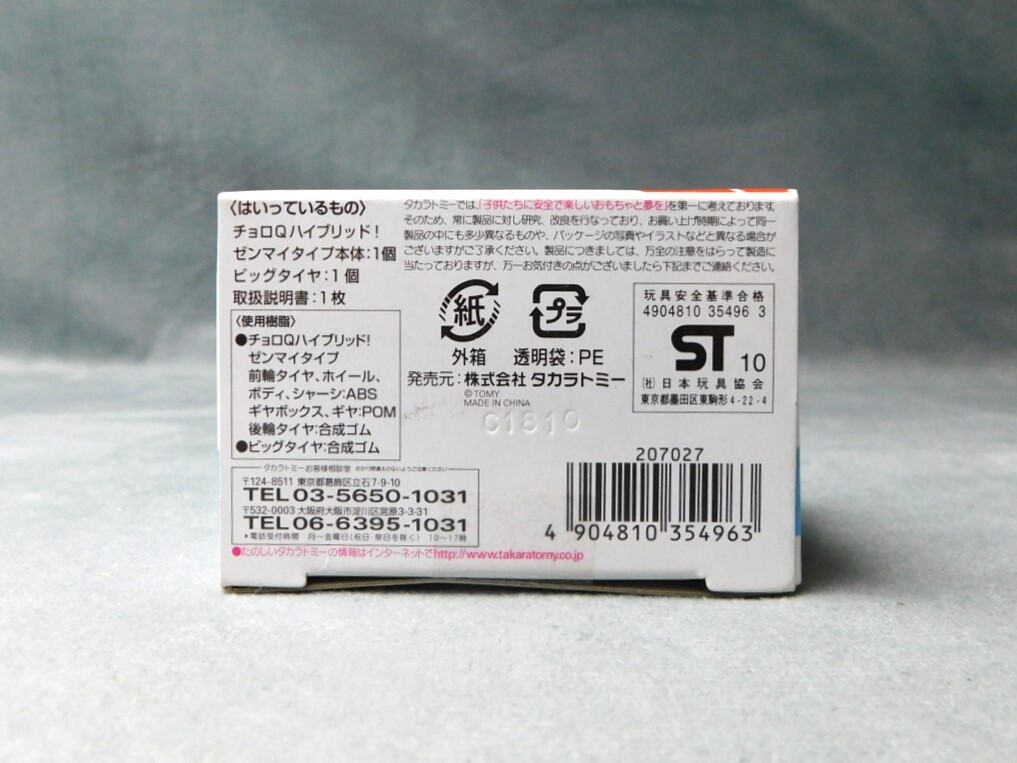 〈はいっているもの〉
チョロQハイブリッド！
ゼンマイタイプ本体：1個
ビッグタイヤ：1個
取扱説明書：1枚
〈使用樹脂〉
●チョロQハイブリッド！
ゼンマイタイプ
前輪タイヤ、ホイール、
ボディ、シャーシ：ABS
ギヤボックス、ギヤ：POM
後輪タイヤ：合成ゴム
●ビッグタイヤ：合成ゴム
タカラトミーお客様相談室 お かけ間違えのないようご注意ください
〒124-8511 東京都葛飾区立石7-9-10
TEL 03-5650-1031
〒532-0003 大阪府大阪市淀川区宮原3-3-31
TEL 06-6395-1031
＊電話受付時間 月～金曜日(祝日・祭日を除く) 10～17時
●たのしいタカラトミーの情報はインターネットでhttp://www.takaratomy.co.jp
タカラトミーでは、「子供たちに安全で楽しいおもちゃと夢を」を第一に考えております。
そのため、常に製品に対し研究、改良を行なっており、お買い上げ時期によって同一
製品の中にも多少異なるものや、パッケージの写真やイラストなどと異なる場合が
ございますがご了承ください。製品につきましては、万全の注意をはらって製造に
当たっておりますが、万一お気付きの点がございましたら下記までご連絡ください。
紙
外箱
プラ
透明袋：PE
発売元：株式会社 タカラトミー
© TOMY
MADE IN CHINA
C1810
玩具安全基準合格
4904810 35496 3
ST 10
(社) 日本玩具協会
東京都墨田区東駒形4-22-4
207027
4 904810 354963